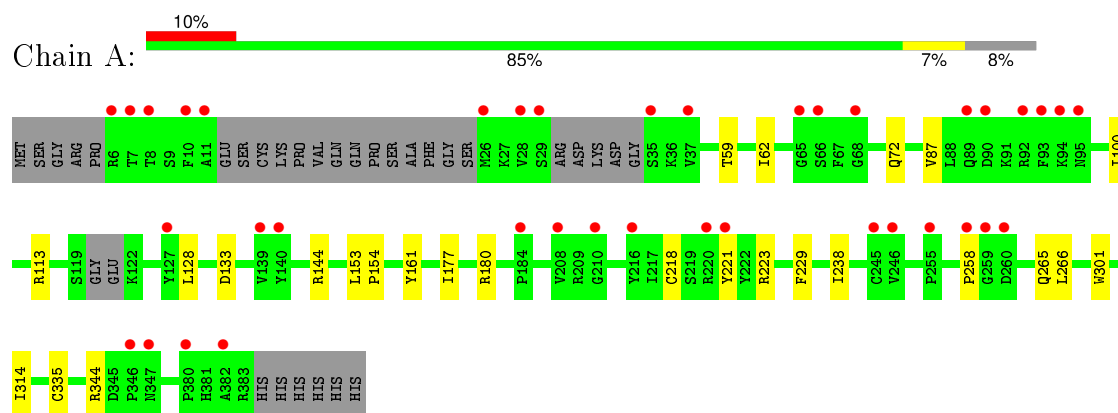 10%
Chain A:
85% 7% 8%
MET SER GLY ARG PRO R6 T7 T8 S9 F10 A11 GLU SER CYS LYS PRO VAL GLN GLN PRO SER ALA PHE GLY SER M26 K27 V28 S29 ARG ASP LYS ASP GLY S35 K36 V37 T59 I62 G65 S66 F67 G68 Q72 V87 L88 Q89 D90 K91 R92 F93 K94 N95 I100
R113 S119 GLY GLU K122 Y127 L128 D133 V139 Y140 R144 L153 P154 Y161 I177 R180 P184 V208 R209 G210 Y216 I217 C218 S219 R220 Y221 Y222 R223 F229 I238 C245 V246 P255 P258 G259 D260 Q265 L266 W301
I314 C335 R344 D345 P346 N347 P380 H381 A382 R383 HIS HIS HIS HIS HIS HIS